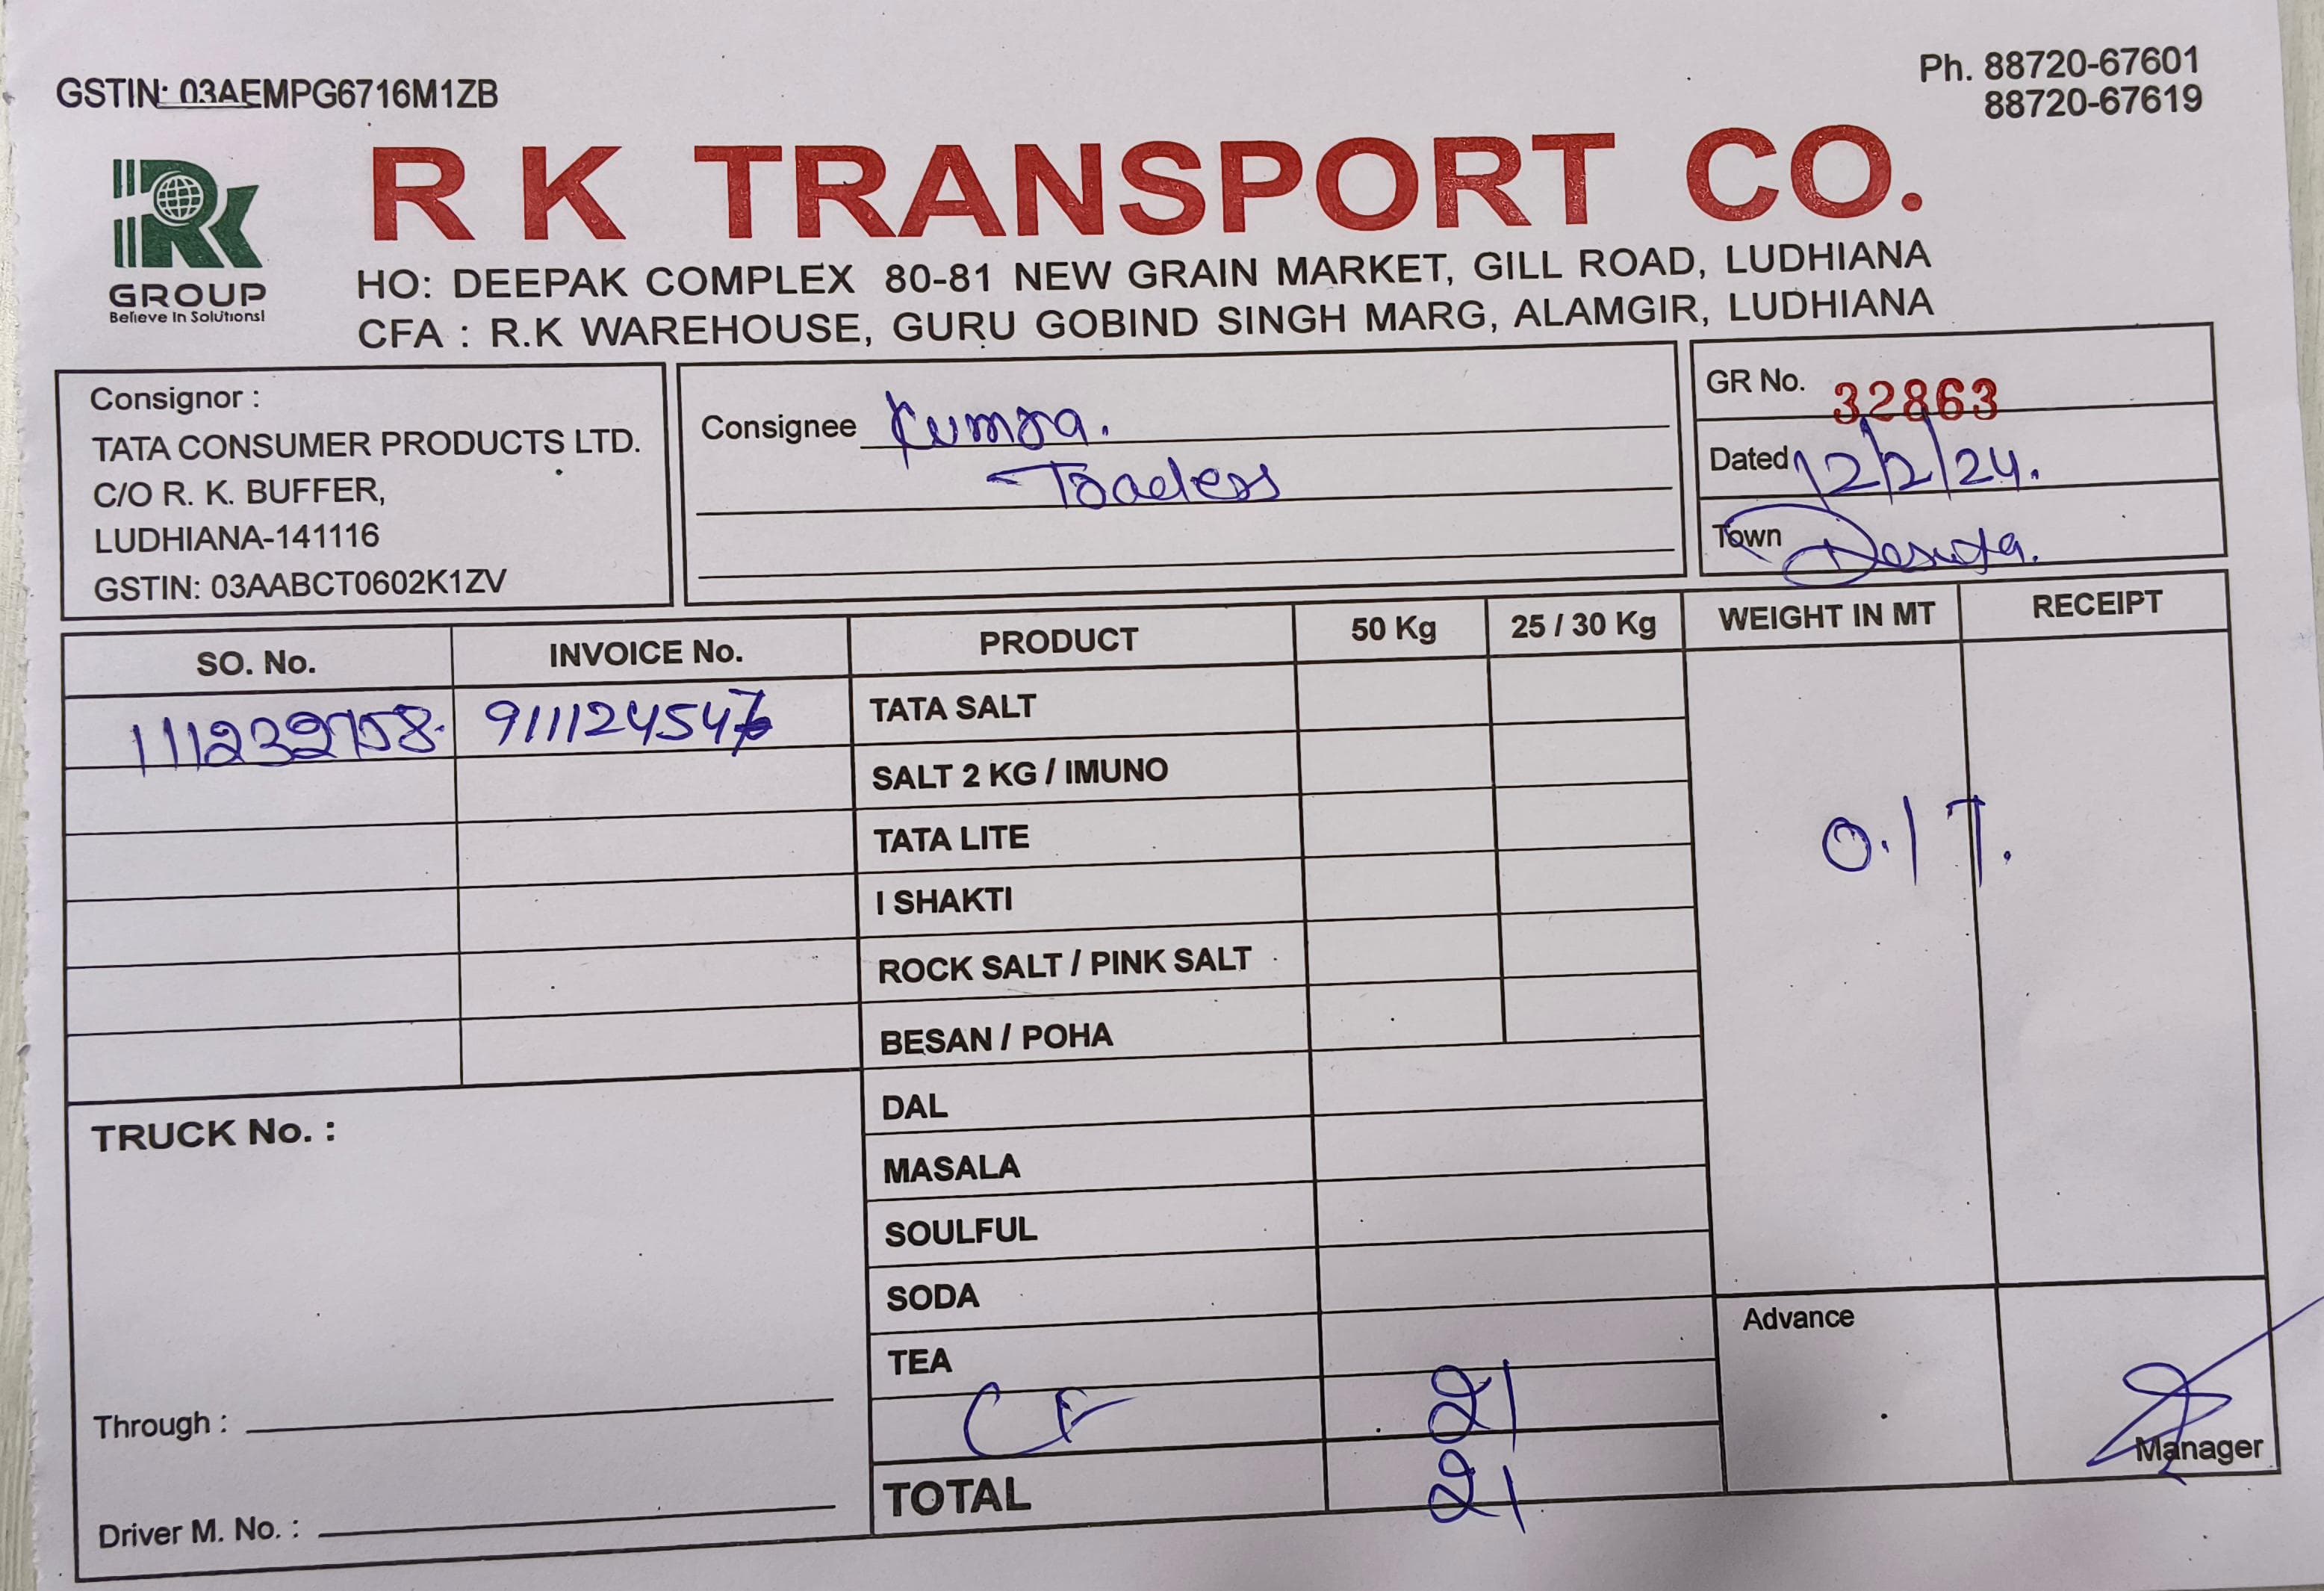 GSTIN: 03AEMPG6716M1ZB
Ph. 88720-67601
88720-67619
RK
GROUP
Believe In Solutions!
R K TRANSPORT CO.
HO: DEEPAK COMPLEX 80-81 NEW GRAIN MARKET, GILL ROAD, LUDHIANA
CFA : R.K WAREHOUSE, GURU GOBIND SINGH MARG, ALAMGIR, LUDHIANA
Consignor :
TATA CONSUMER PRODUCTS LTD.
C/O R. K. BUFFER,
LUDHIANA-141116
GSTIN: 03AABCT0602K1ZV
Consignee Kumra.
Traders
GR No. 32863
Dated 12/2/24.
Town Dasuya.
SO. No. INVOICE No. PRODUCT 50 Kg 25 / 30 Kg WEIGHT IN MT RECEIPT
111232758. TATA SALT
SALT 2 KG / IMUNO
TATA LITE
0.1 T.
I SHAKTI
ROCK SALT / PINK SALT
BESAN / POHA
DAL
MASALA
SOULFUL
SODA
TEA
CF 21
TOTAL 21
TRUCK No. :
Through :
Driver M. No. :
Advance
Manager